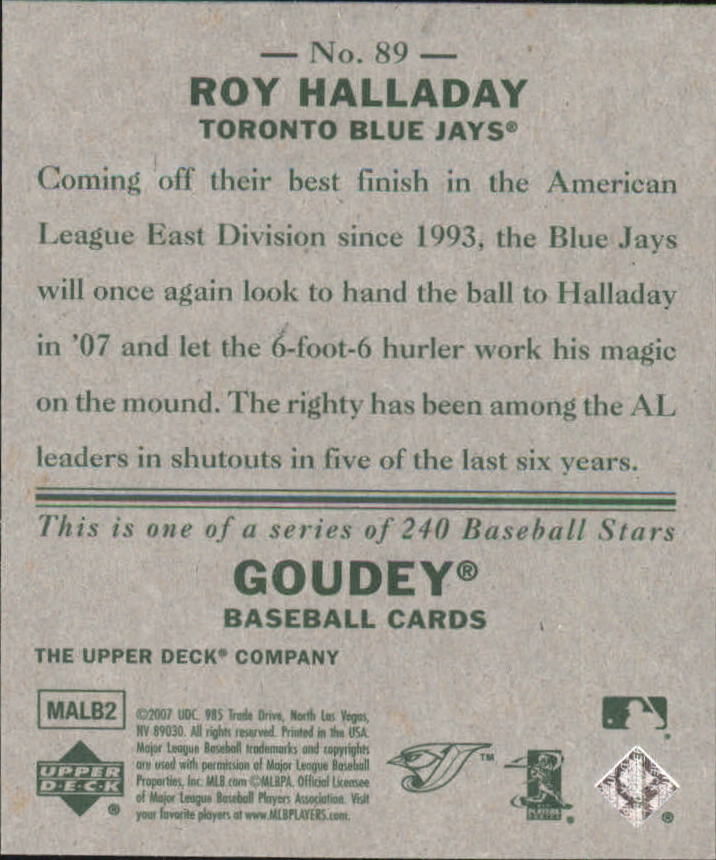 — No. 89 —
ROY HALLADAY
TORONTO BLUE JAYS®
Coming off their best finish in the American
League East Division since 1993, the Blue Jays
will once again look to hand the ball to Halladay
in '07 and let the 6-foot-6 hurler work his magic
on the mound. The righty has been among the AL
leaders in shutouts in five of the last six years.
This is one of a series of 240 Baseball Stars
GOUDEY®
BASEBALL CARDS
THE UPPER DECK® COMPANY
MALB2
©2007 UDC. 985 Trade Drive, North Las Vegas,
NV 89030. All rights reserved. Printed in the USA.
Major League Baseball trademarks and copyrights
are used with permission of Major League Baseball
Properties, Inc. MLB.com ©MLBPA. Official Licensee
of Major League Baseball Players Association. Visit
your favorite players at www.MLBPLAYERS.com.
UPPER
D·E·C·K
®
TM
PLAYERS
®
®
®